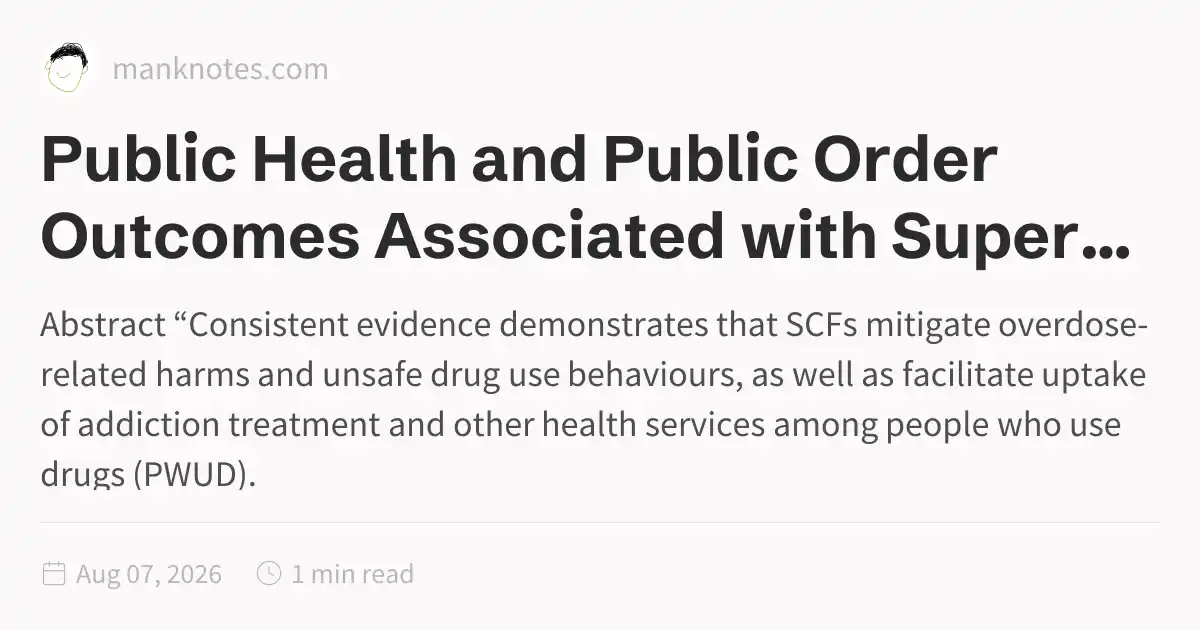 manknotes.com
Public Health and Public Order
Outcomes Associated with Super...
Abstract “Consistent evidence demonstrates that SCFs mitigate overdose-
related harms and unsafe drug use behaviours, as well as facilitate uptake
of addiction treatment and other health services among people who use
drugs (PWUD).
Aug 07, 2026 1 min read